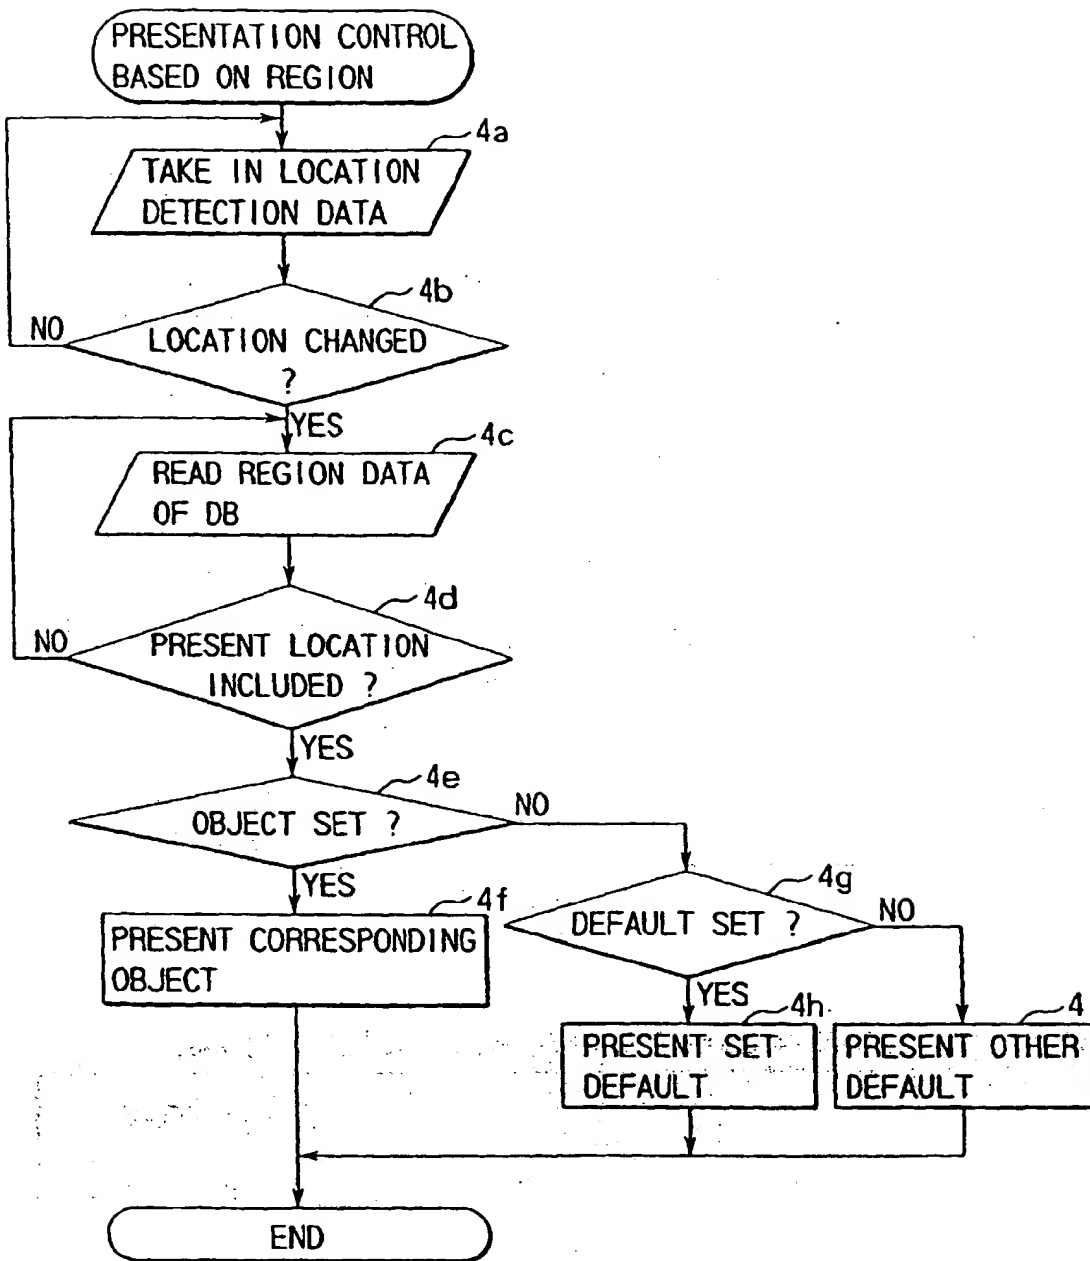 PRESENTATION CONTROL
BASED ON REGION
4a
TAKE IN LOCATION
DETECTION DATA
4b
NO
LOCATION CHANGED
?
YES
4c
READ REGION DATA
OF DB
4d
NO
PRESENT LOCATION
INCLUDED ?
YES
4e
OBJECT SET ?
NO
YES
4f
PRESENT CORRESPONDING
OBJECT
4g
DEFAULT SET ?
NO
YES
4h
PRESENT SET
DEFAULT
4
PRESENT OTHER
DEFAULT
END